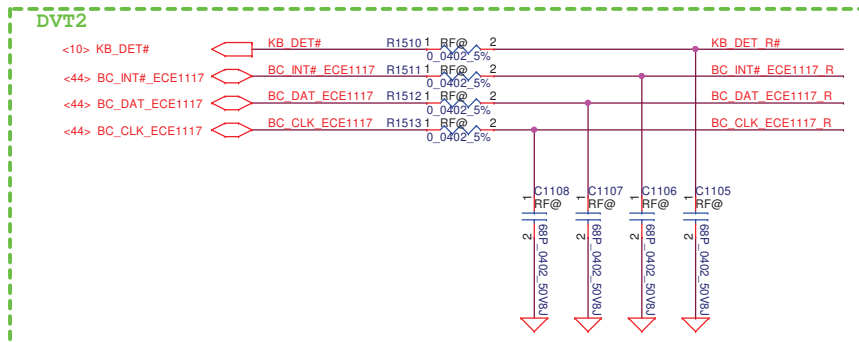 DVT2
<10> KB_DET# KB_DET# R1510 1 RF@ 2 KB_DET_R#
0_0402_5%
<44> BC_INT#_ECE1117 BC_INT#_ECE1117 R1511 1 RF@ 2 BC_INT#_ECE1117_R
0_0402_5%
<44> BC_DAT_ECE1117 BC_DAT_ECE1117 R1512 1 RF@ 2 BC_DAT_ECE1117_R
0_0402_5%
<44> BC_CLK_ECE1117 BC_CLK_ECE1117 R1513 1 RF@ 2 BC_CLK_ECE1117_R
0_0402_5%
C1108 C1107 C1106 C1105
1 RF@ 1 RF@ 1 RF@ 1 RF@
2 68P_0402_50V8J 2 68P_0402_50V8J 2 68P_0402_50V8J 2 68P_0402_50V8J